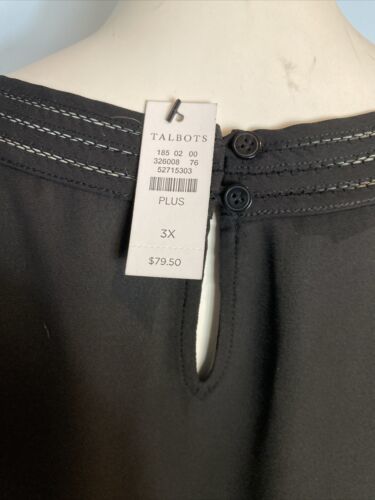 TALBOTS
185 02 00
326008 76
52715303
PLUS
3X
$79.50